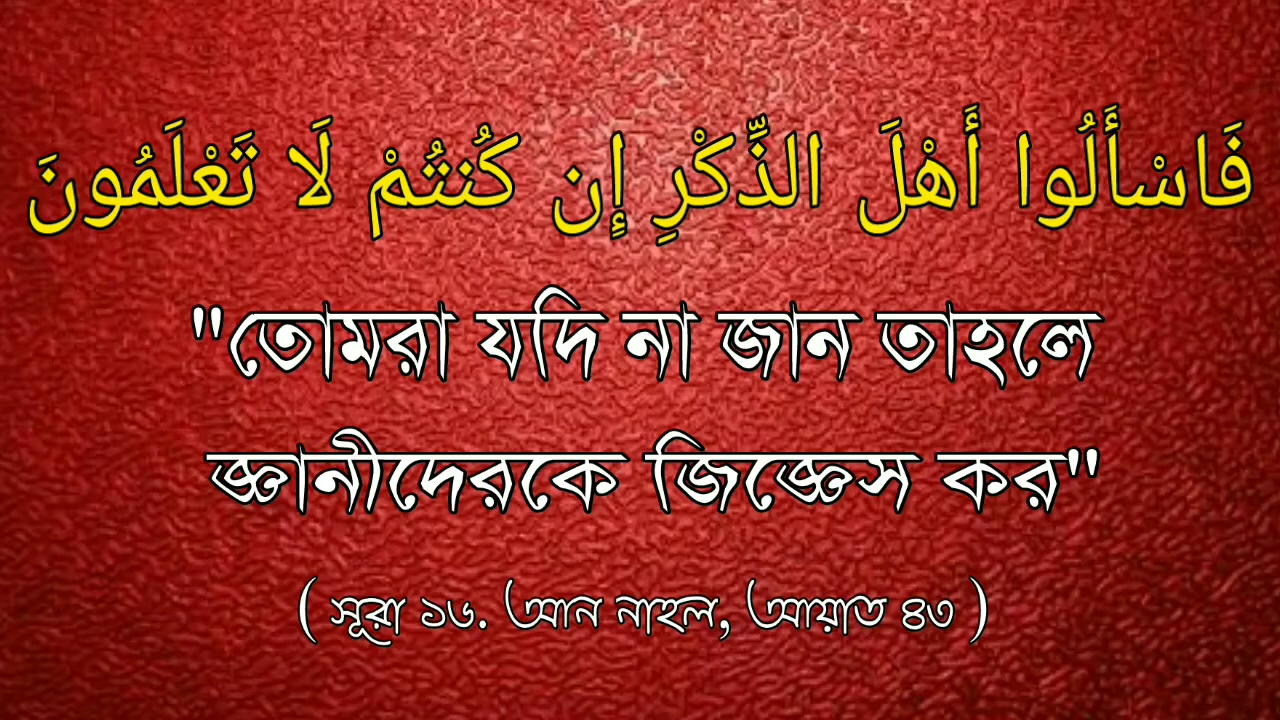 فَاسْأَلُوا أَهْلَ الذِّكْرِ إِن كُنتُمْ لَا تَعْلَمُونَ
"তোমরা যদি না জান তাহলে
জ্ঞানীদেরকে জিজ্ঞেস কর"
( সূরা ১৬. আন নাহল, আয়াত ৪৩ )